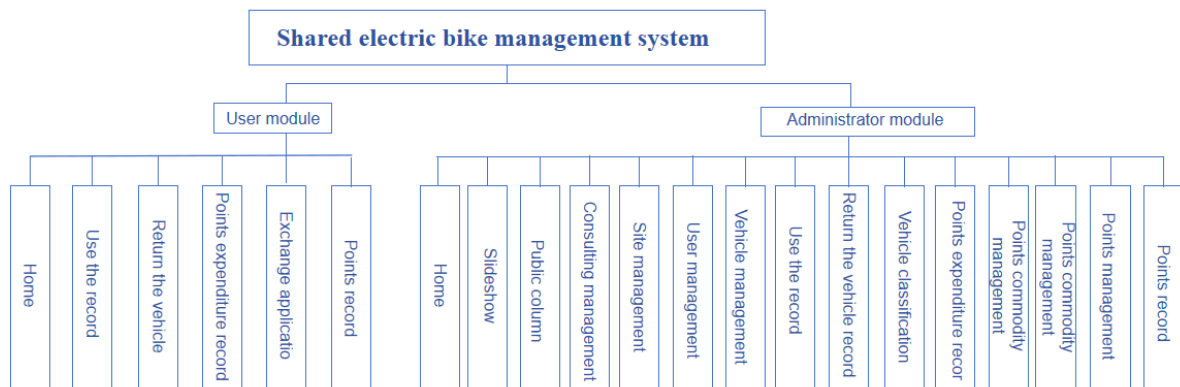 Shared electric bike management system
User module
Administrator module
Home
Use the record
Return the vehicle
Points expenditure record
Exchange applicatio
Points record
Home
Slideshow
Public column
Consulting management
Site management
User management
Vehicle management
Use the record
Return the vehicle record
Vehicle classification
Points expenditure recor
Points commodity
management
Points commodity
management
Points management
Points record